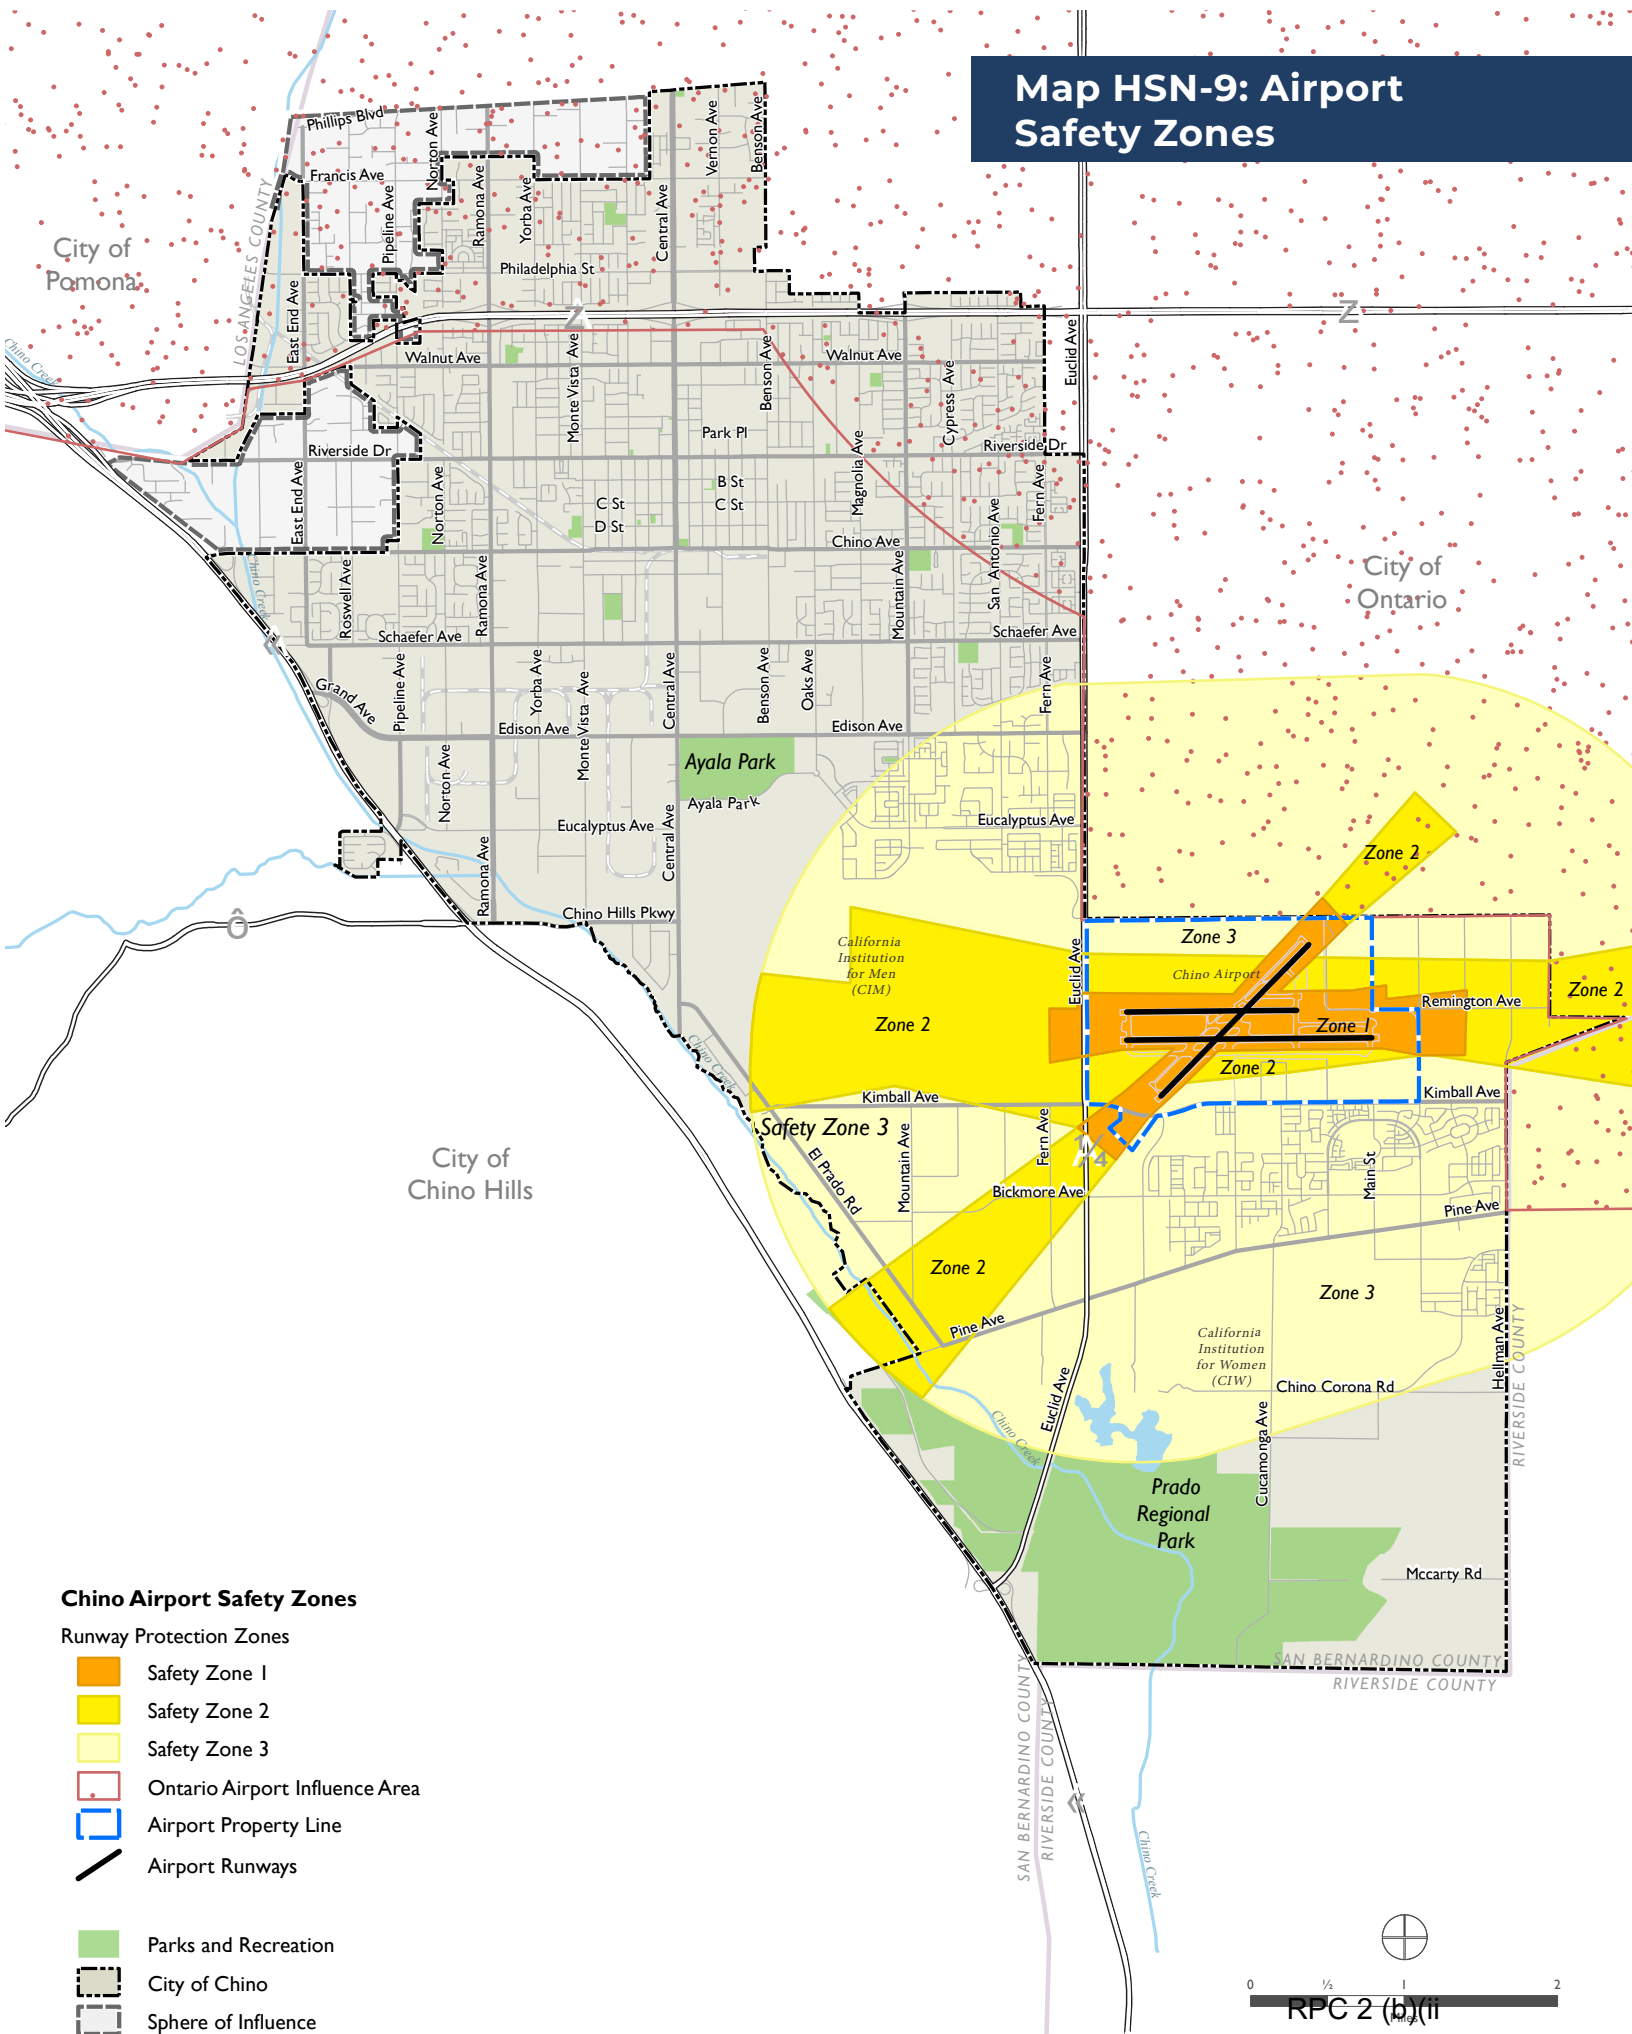 Map HSN-9: Airport
Safety Zones
Phillips Blvd
Francis Ave
Norton Ave
Pipeline Ave
Ramona Ave
Yorba Ave
Central Ave
Vernon Ave
Benson Ave
LOS ANGELES COUNTY
City of
Pomona
Philadelphia St
East End Ave
Chino Creek
Z
Z
Walnut Ave
Monte Vista Ave
Benson Ave
Walnut Ave
Cypress Ave
Euclid Ave
Park Pl
Riverside Dr
Riverside Dr
East End Ave
Norton Ave
B St
C St
C St
D St
Magnolia Ave
San Antonio Ave
Fern Ave
Chino Ave
Mountain Ave
City of
Ontario
Chino Creek
Roswell Ave
Ramona Ave
Schaefer Ave
Schaefer Ave
Grand Ave
Pipeline Ave
Yorba Ave
Monte Vista Ave
Central Ave
Benson Ave
Oaks Ave
Fern Ave
Edison Ave
Edison Ave
Norton Ave
Ayala Park
Ayala Park
Eucalyptus Ave
Eucalyptus Ave
Central Ave
Ramona Ave
Zone 2
Chino Hills Pkwy
Ô
California
Institution
for Men
(CIM)
Euclid Ave
Zone 3
Chino Airport
Zone 2
Remington Ave
Zone 2
Zone 1
Zone 2
Chino Creek
Kimball Ave
Kimball Ave
Safety Zone 3
City of
Chino Hills
El Prado Rd
Mountain Ave
Fern Ave
Bickmore Ave
Main St
Pine Ave
Zone 2
Zone 3
Pine Ave
California
Institution
for Women
(CIW)
Hellman Ave
RIVERSIDE COUNTY
Chino Corona Rd
Euclid Ave
Chino Creek
Cucamonga Ave
Prado
Regional
Park
Mccarty Rd
SAN BERNARDINO COUNTY
RIVERSIDE COUNTY
SAN BERNARDINO COUNTY
RIVERSIDE COUNTY
«
Chino Creek
Chino Airport Safety Zones
Runway Protection Zones
Safety Zone 1
Safety Zone 2
Safety Zone 3
Ontario Airport Influence Area
Airport Property Line
Airport Runways
Parks and Recreation
City of Chino
Sphere of Influence
0 ½ 1 2
Miles
RPC 2 (b)(ii